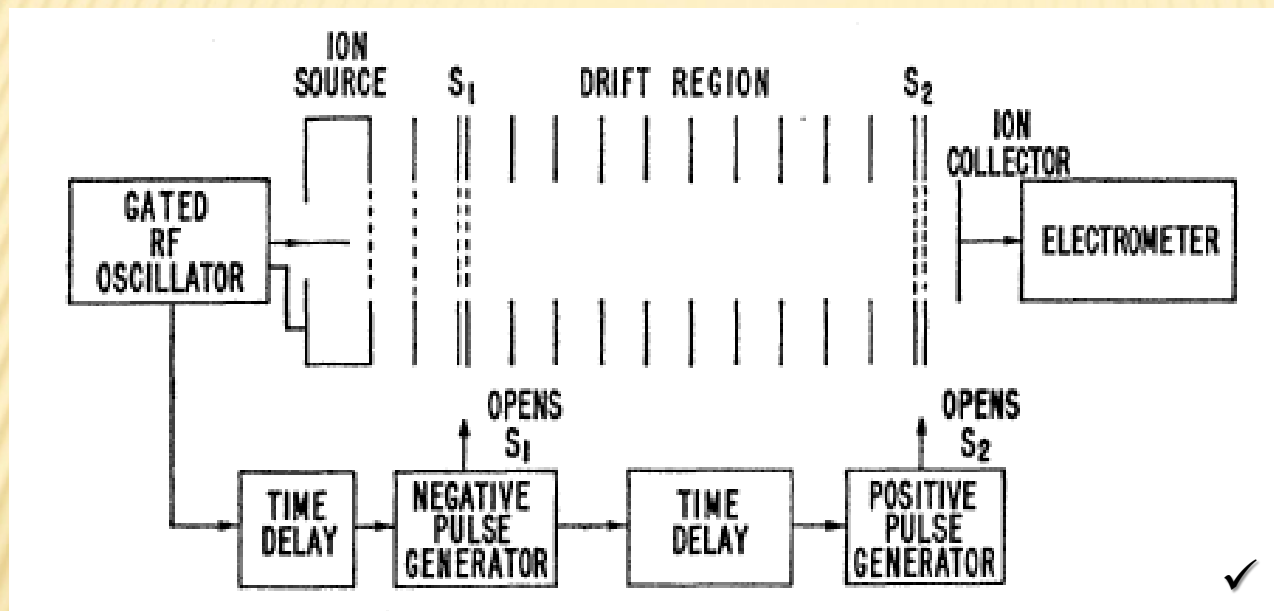 ION
SOURCE
S1
DRIFT REGION
S2
ION
COLLECTOR
GATED
RF
OSCILLATOR
ELECTROMETER
OPENS
S1
OPENS
S2
TIME
DELAY
NEGATIVE
PULSE
GENERATOR
TIME
DELAY
POSITIVE
PULSE
GENERATOR
✓